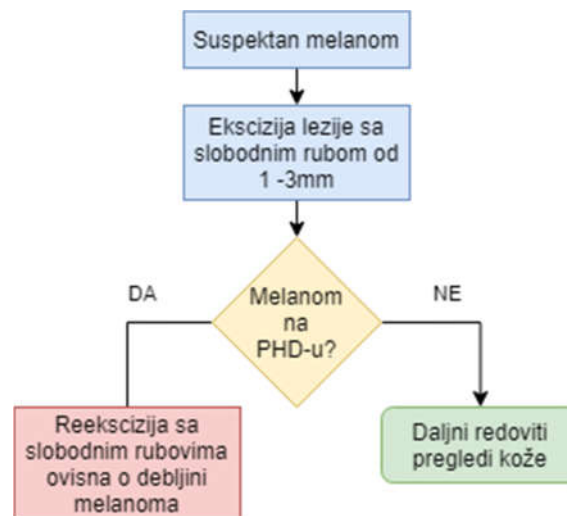 Suspektan melanom
Ekscizija lezije sa
slobodnim rubom od
1 -3mm
DA
Melanom
na
PHD-u?
NE
Reekscizija sa
slobodnim rubovima
ovisna o debljini
melanoma
Daljni redoviti
pregledi kože